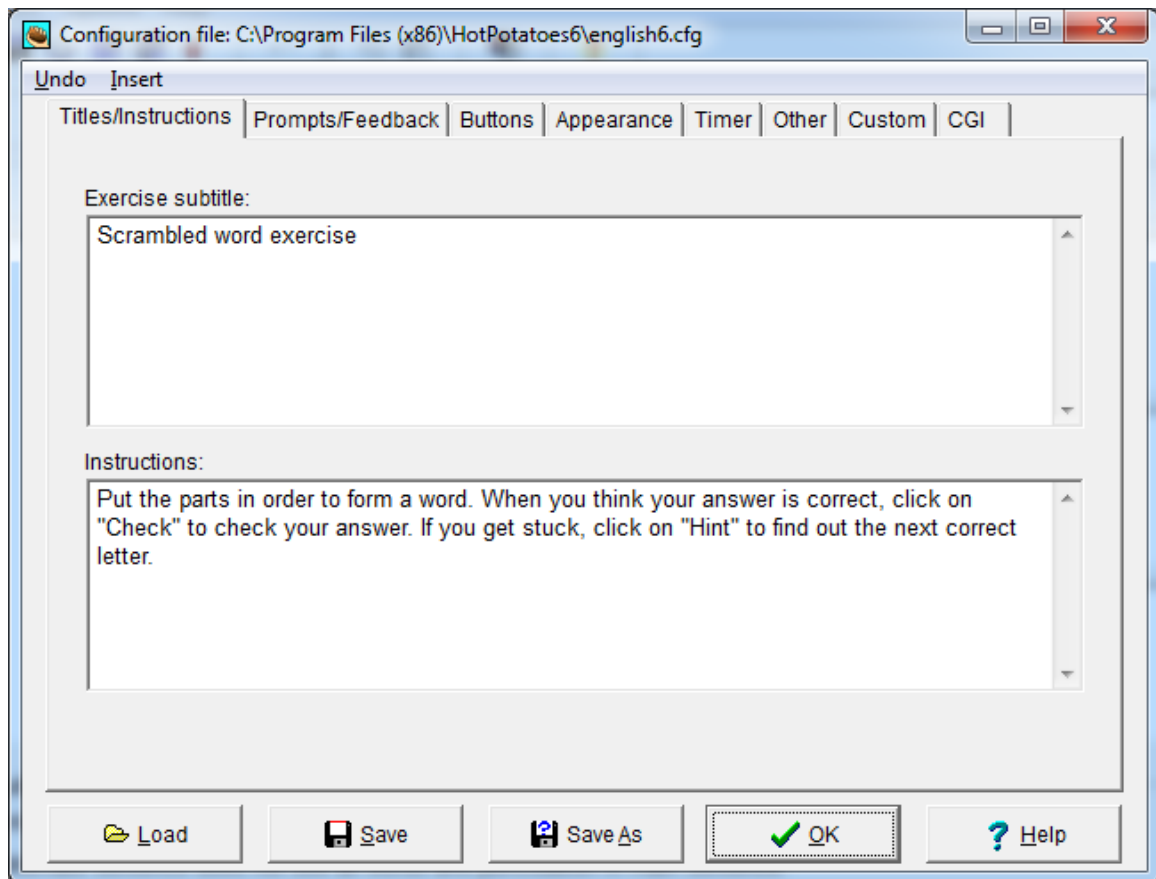 Configuration file: C:\Program Files (x86)\HotPotatoes6\english6.cfg
Undo Insert
Titles/Instructions Prompts/Feedback Buttons Appearance Timer Other Custom CGI
Exercise subtitle:
Scrambled word exercise
Instructions:
Put the parts in order to form a word. When you think your answer is correct, click on
"Check" to check your answer. If you get stuck, click on "Hint" to find out the next correct
letter.
Load Save Save As OK Help